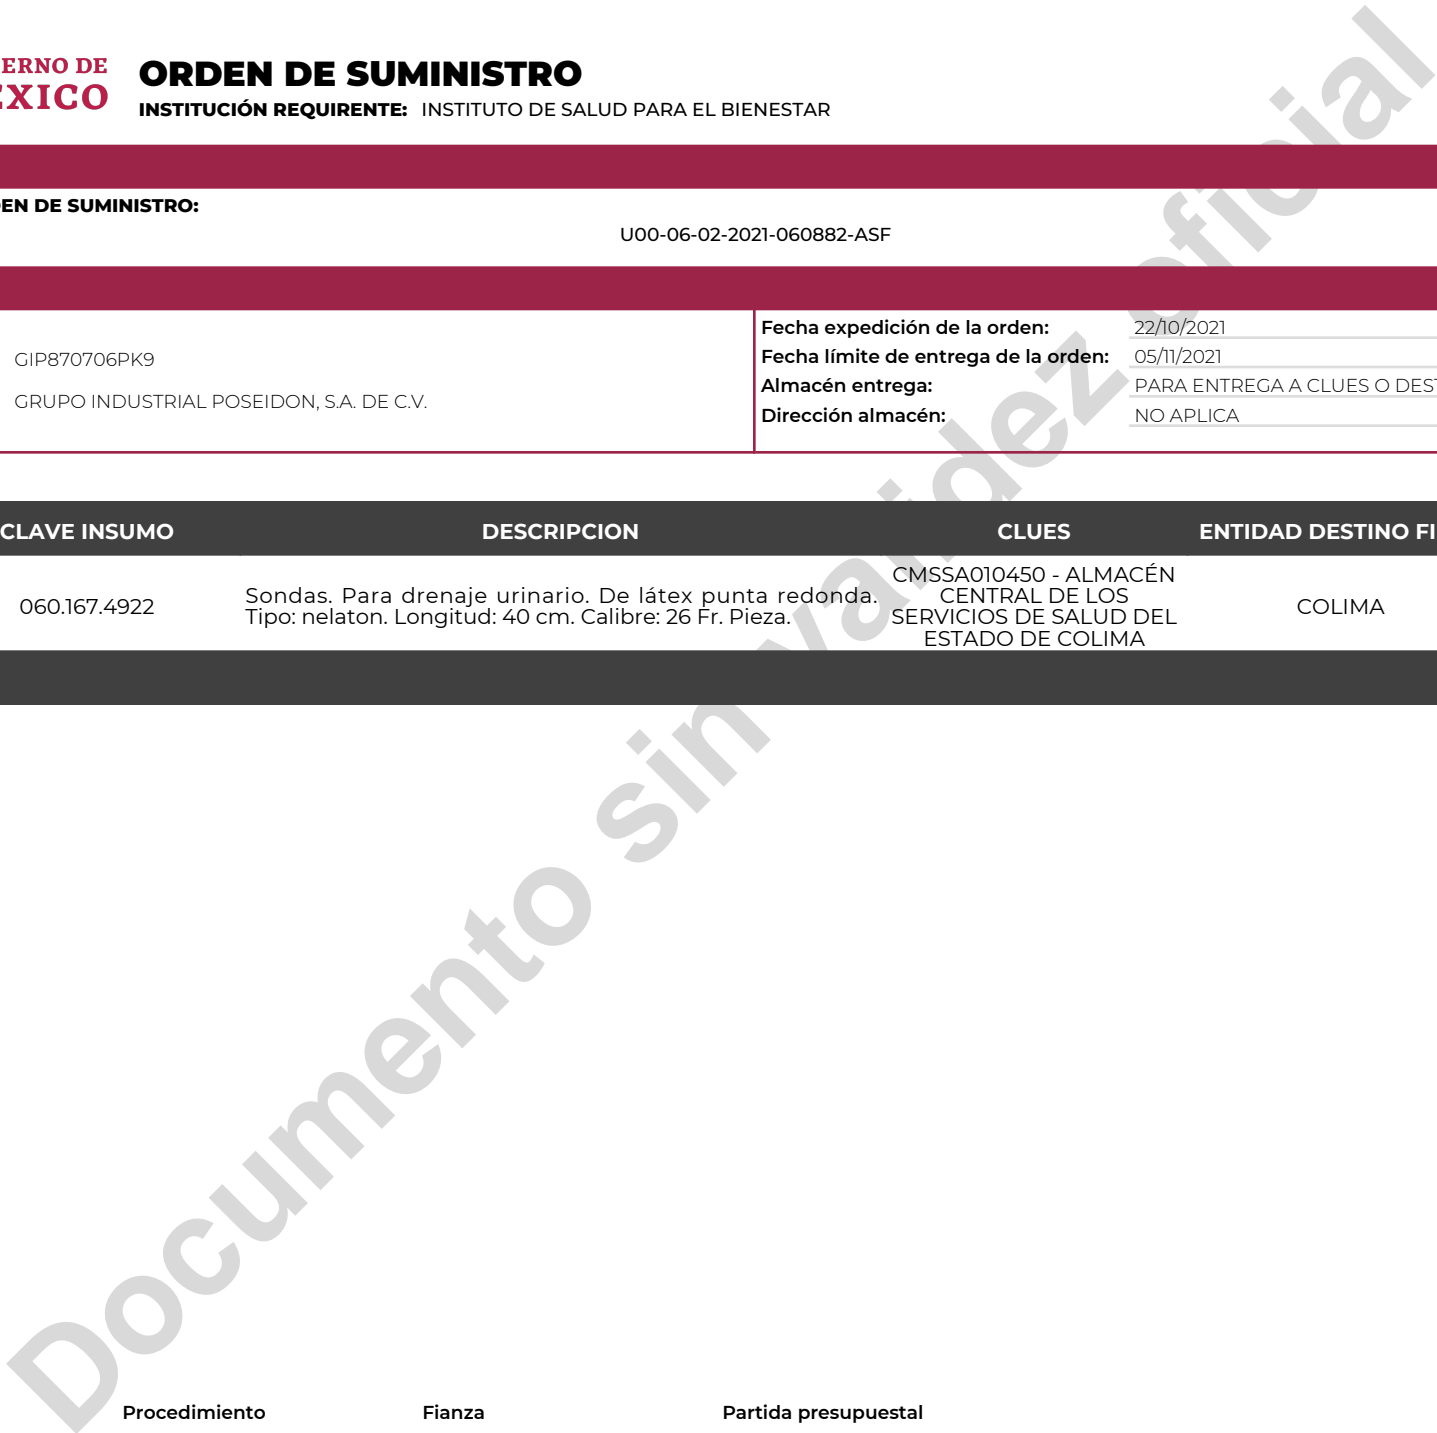 ERNO DE
ÉXICO
ORDEN DE SUMINISTRO
INSTITUCIÓN REQUIRENTE: INSTITUTO DE SALUD PARA EL BIENESTAR
EN DE SUMINISTRO:
U00-06-02-2021-060882-ASF
GIP870706PK9
GRUPO INDUSTRIAL POSEIDON, S.A. DE C.V.
Fecha expedición de la orden: 22/10/2021
Fecha límite de entrega de la orden: 05/11/2021
Almacén entrega: PARA ENTREGA A CLUES O DEST
Dirección almacén: NO APLICA
CLAVE INSUMO DESCRIPCION CLUES ENTIDAD DESTINO FI
060.167.4922
Sondas. Para drenaje urinario. De látex punta redonda.
Tipo: nelaton. Longitud: 40 cm. Calibre: 26 Fr. Pieza.
CMSSA010450 - ALMACÉN
CENTRAL DE LOS
SERVICIOS DE SALUD DEL
ESTADO DE COLIMA
COLIMA
Documento sin validez oficial
Procedimiento Fianza Partida presupuestal